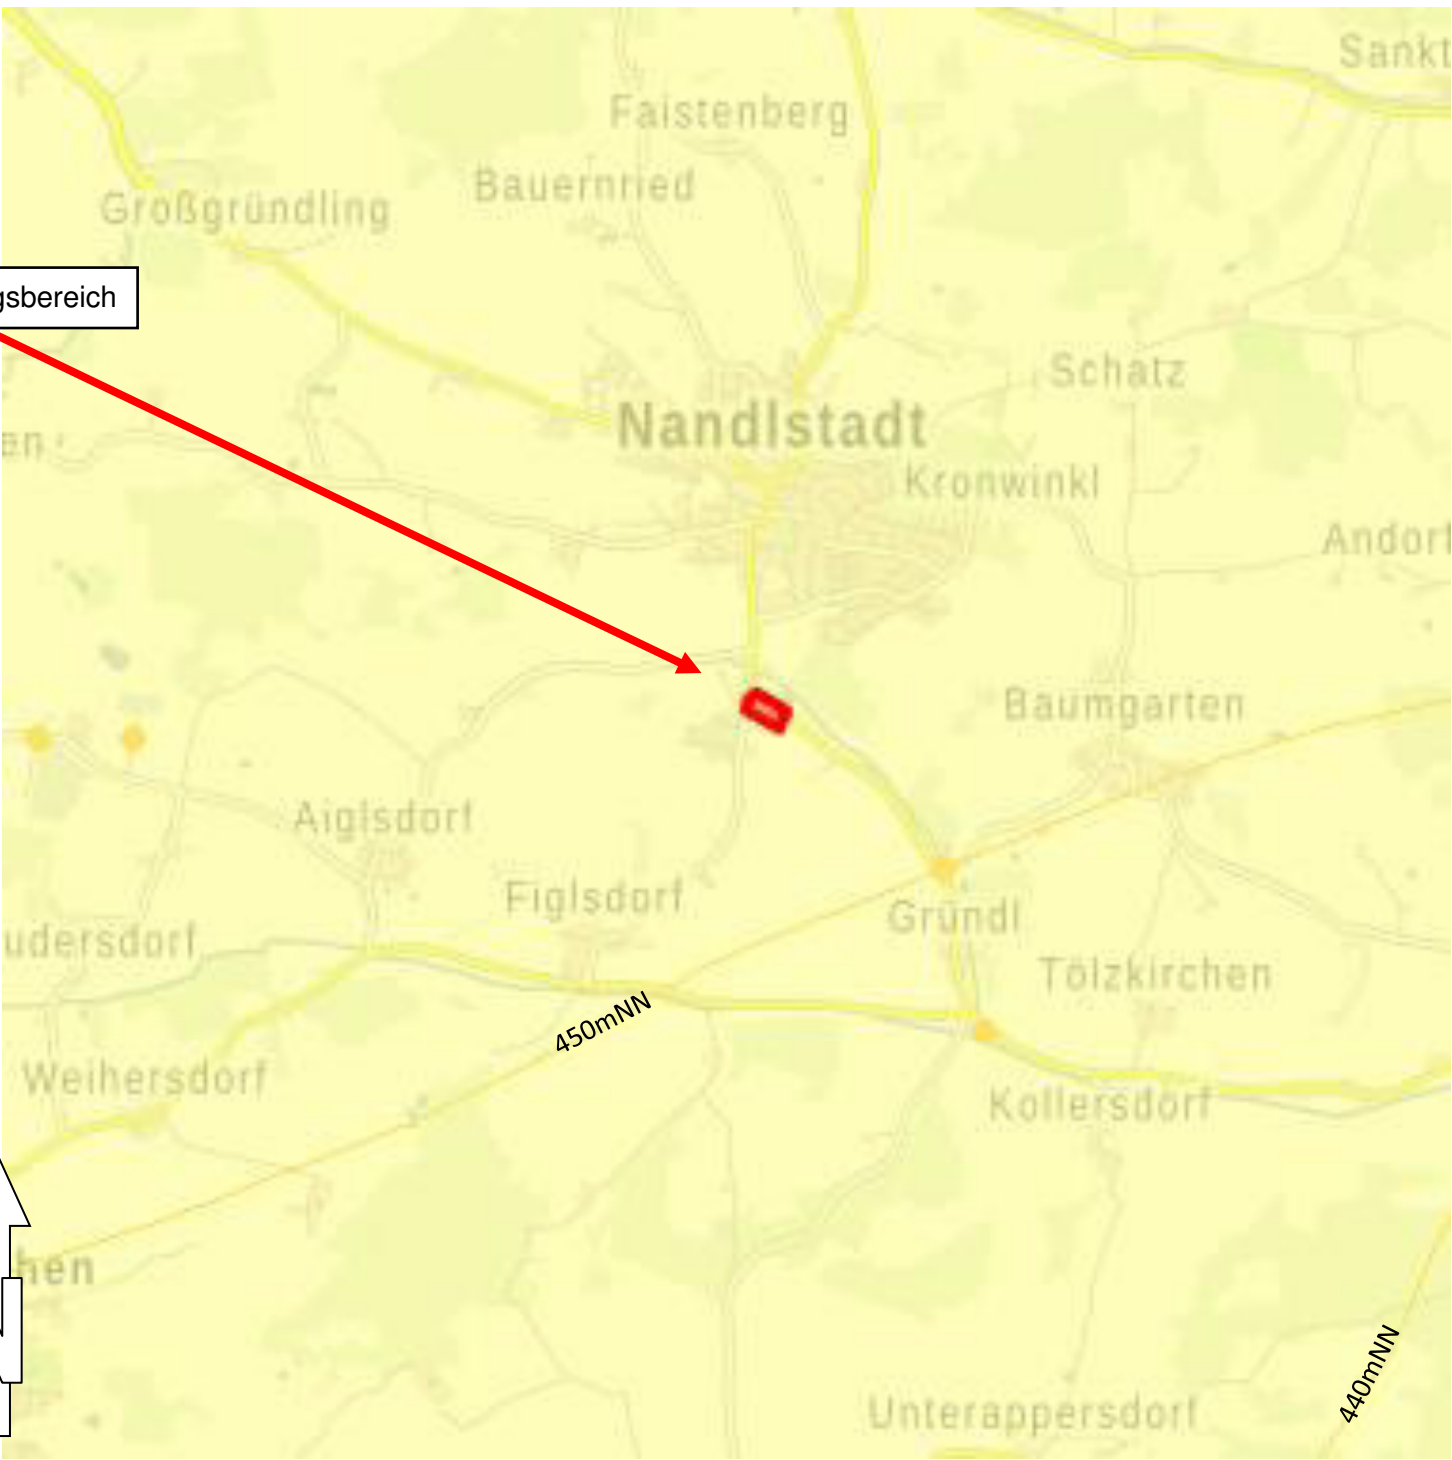 Sankt
Faistenberg
Bauernried
Großgründling
gsbereich
Schatz
Nandlstadt
en
Kronwinkl
Andorf
Baumgarten
Aiglsdorf
Figlsdorf
Gründl
udersdorf
Tölzkirchen
450mNN
Weihersdorf
Kollersdorf
hen
440mNN
Unterappersdorf